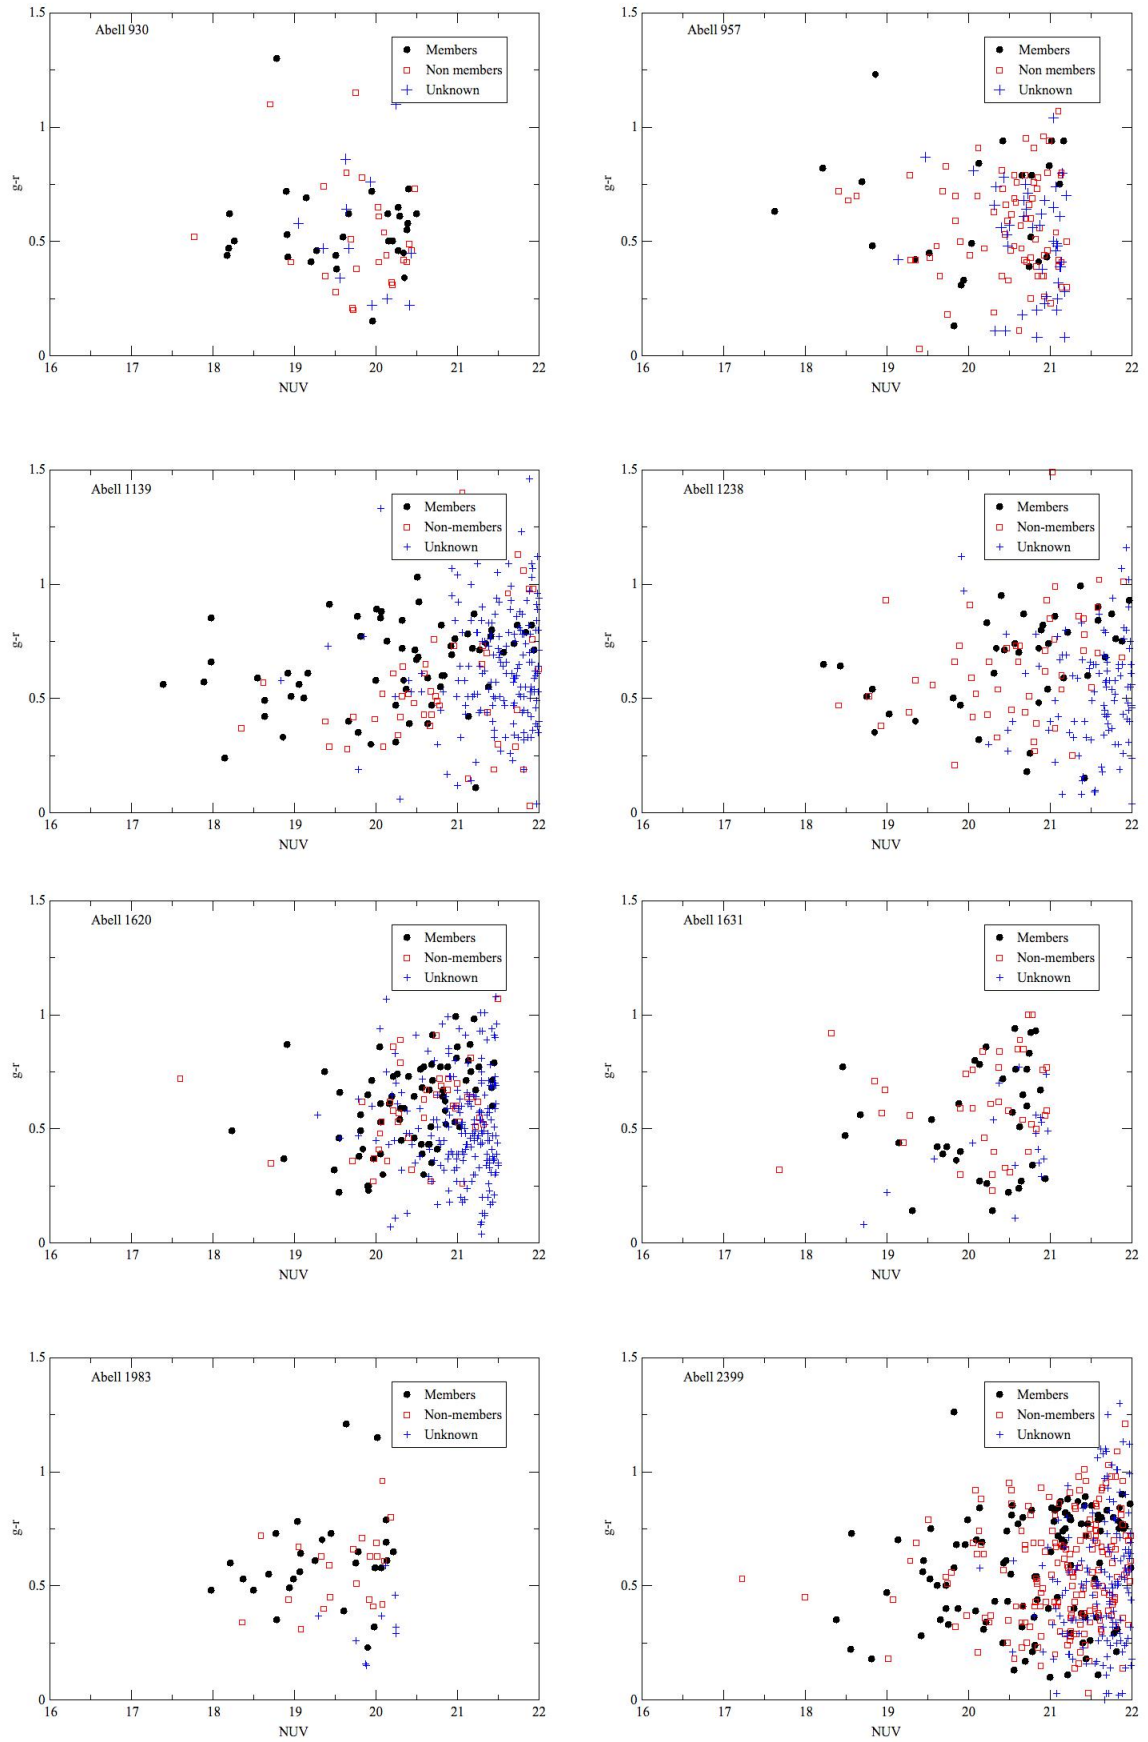 Abell 930
Members
Non members
Unknown
1.5
1
0.5
0
g-r
16 17 18 19 20 21 22
NUV
Abell 957
Members
Non members
Unknown
1.5
1
0.5
0
g-r
16 17 18 19 20 21 22
NUV
Abell 1139
Members
Non-members
Unknown
1.5
1
0.5
0
g-r
16 17 18 19 20 21 22
NUV
Abell 1238
Members
Non-members
Unknown
1.5
1
0.5
0
g-r
16 17 18 19 20 21 22
NUV
Abell 1620
Members
Non-members
Unknown
1.5
1
0.5
0
g-r
16 17 18 19 20 21 22
NUV
Abell 1631
Members
Non-members
Unknown
1.5
1
0.5
0
g-r
16 17 18 19 20 21 22
NUV
Abell 1983
Members
Non-members
Unknown
1.5
1
0.5
0
g-r
16 17 18 19 20 21 22
NUV
Abell 2399
Members
Non-members
Unknown
1.5
1
0.5
0
g-r
16 17 18 19 20 21 22
NUV